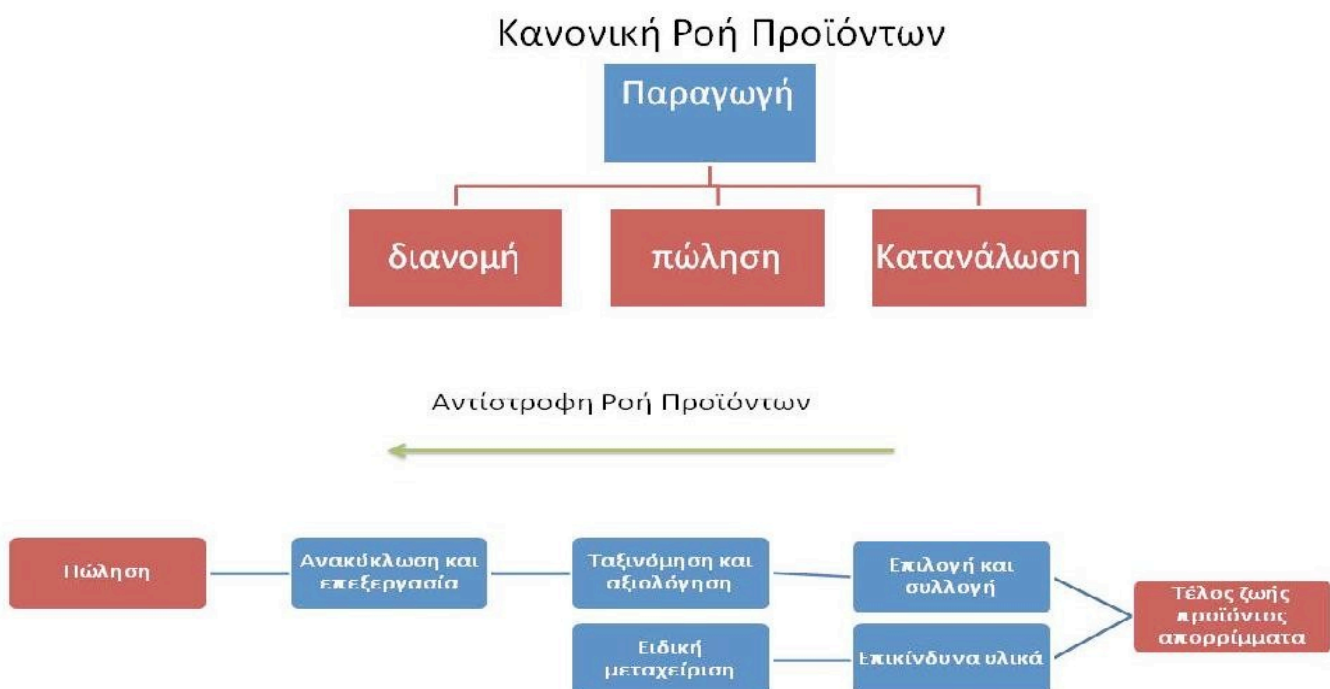 Κανονική Ροή Προϊόντων
Παραγωγή
διανομή
πώληση
Κατανάλωση
Αντίστροφη Ροή Προϊόντων
Πώληση
Ανακύκλωση και
επεξεργασία
Ταξινόμηση και
αξιολόγηση
Επιλογή και
συλλογή
Τέλος ζωής
προϊόντος
απορρίμματα
Ειδική
μεταχείριση
Επικίνδυνα υλικά